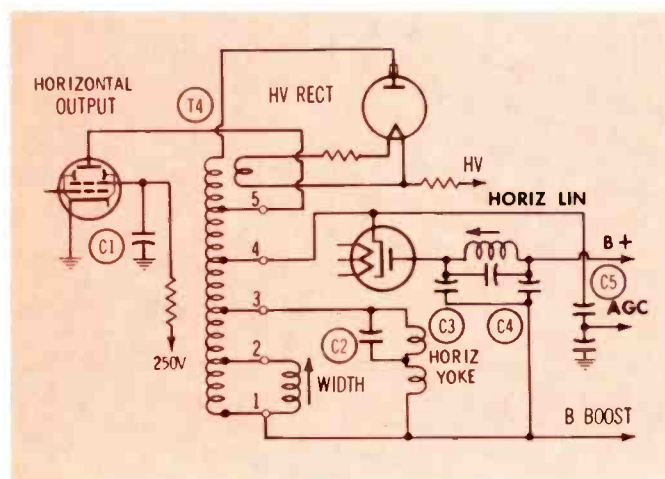 HORIZONTAL
OUTPUT
T4
HV RECT
HV
5
HORIZ LIN
4
B+
C1
C5
AGC
3
C2
C3
C4
HORIZ
YOKE
250V
2
WIDTH
1
B BOOST